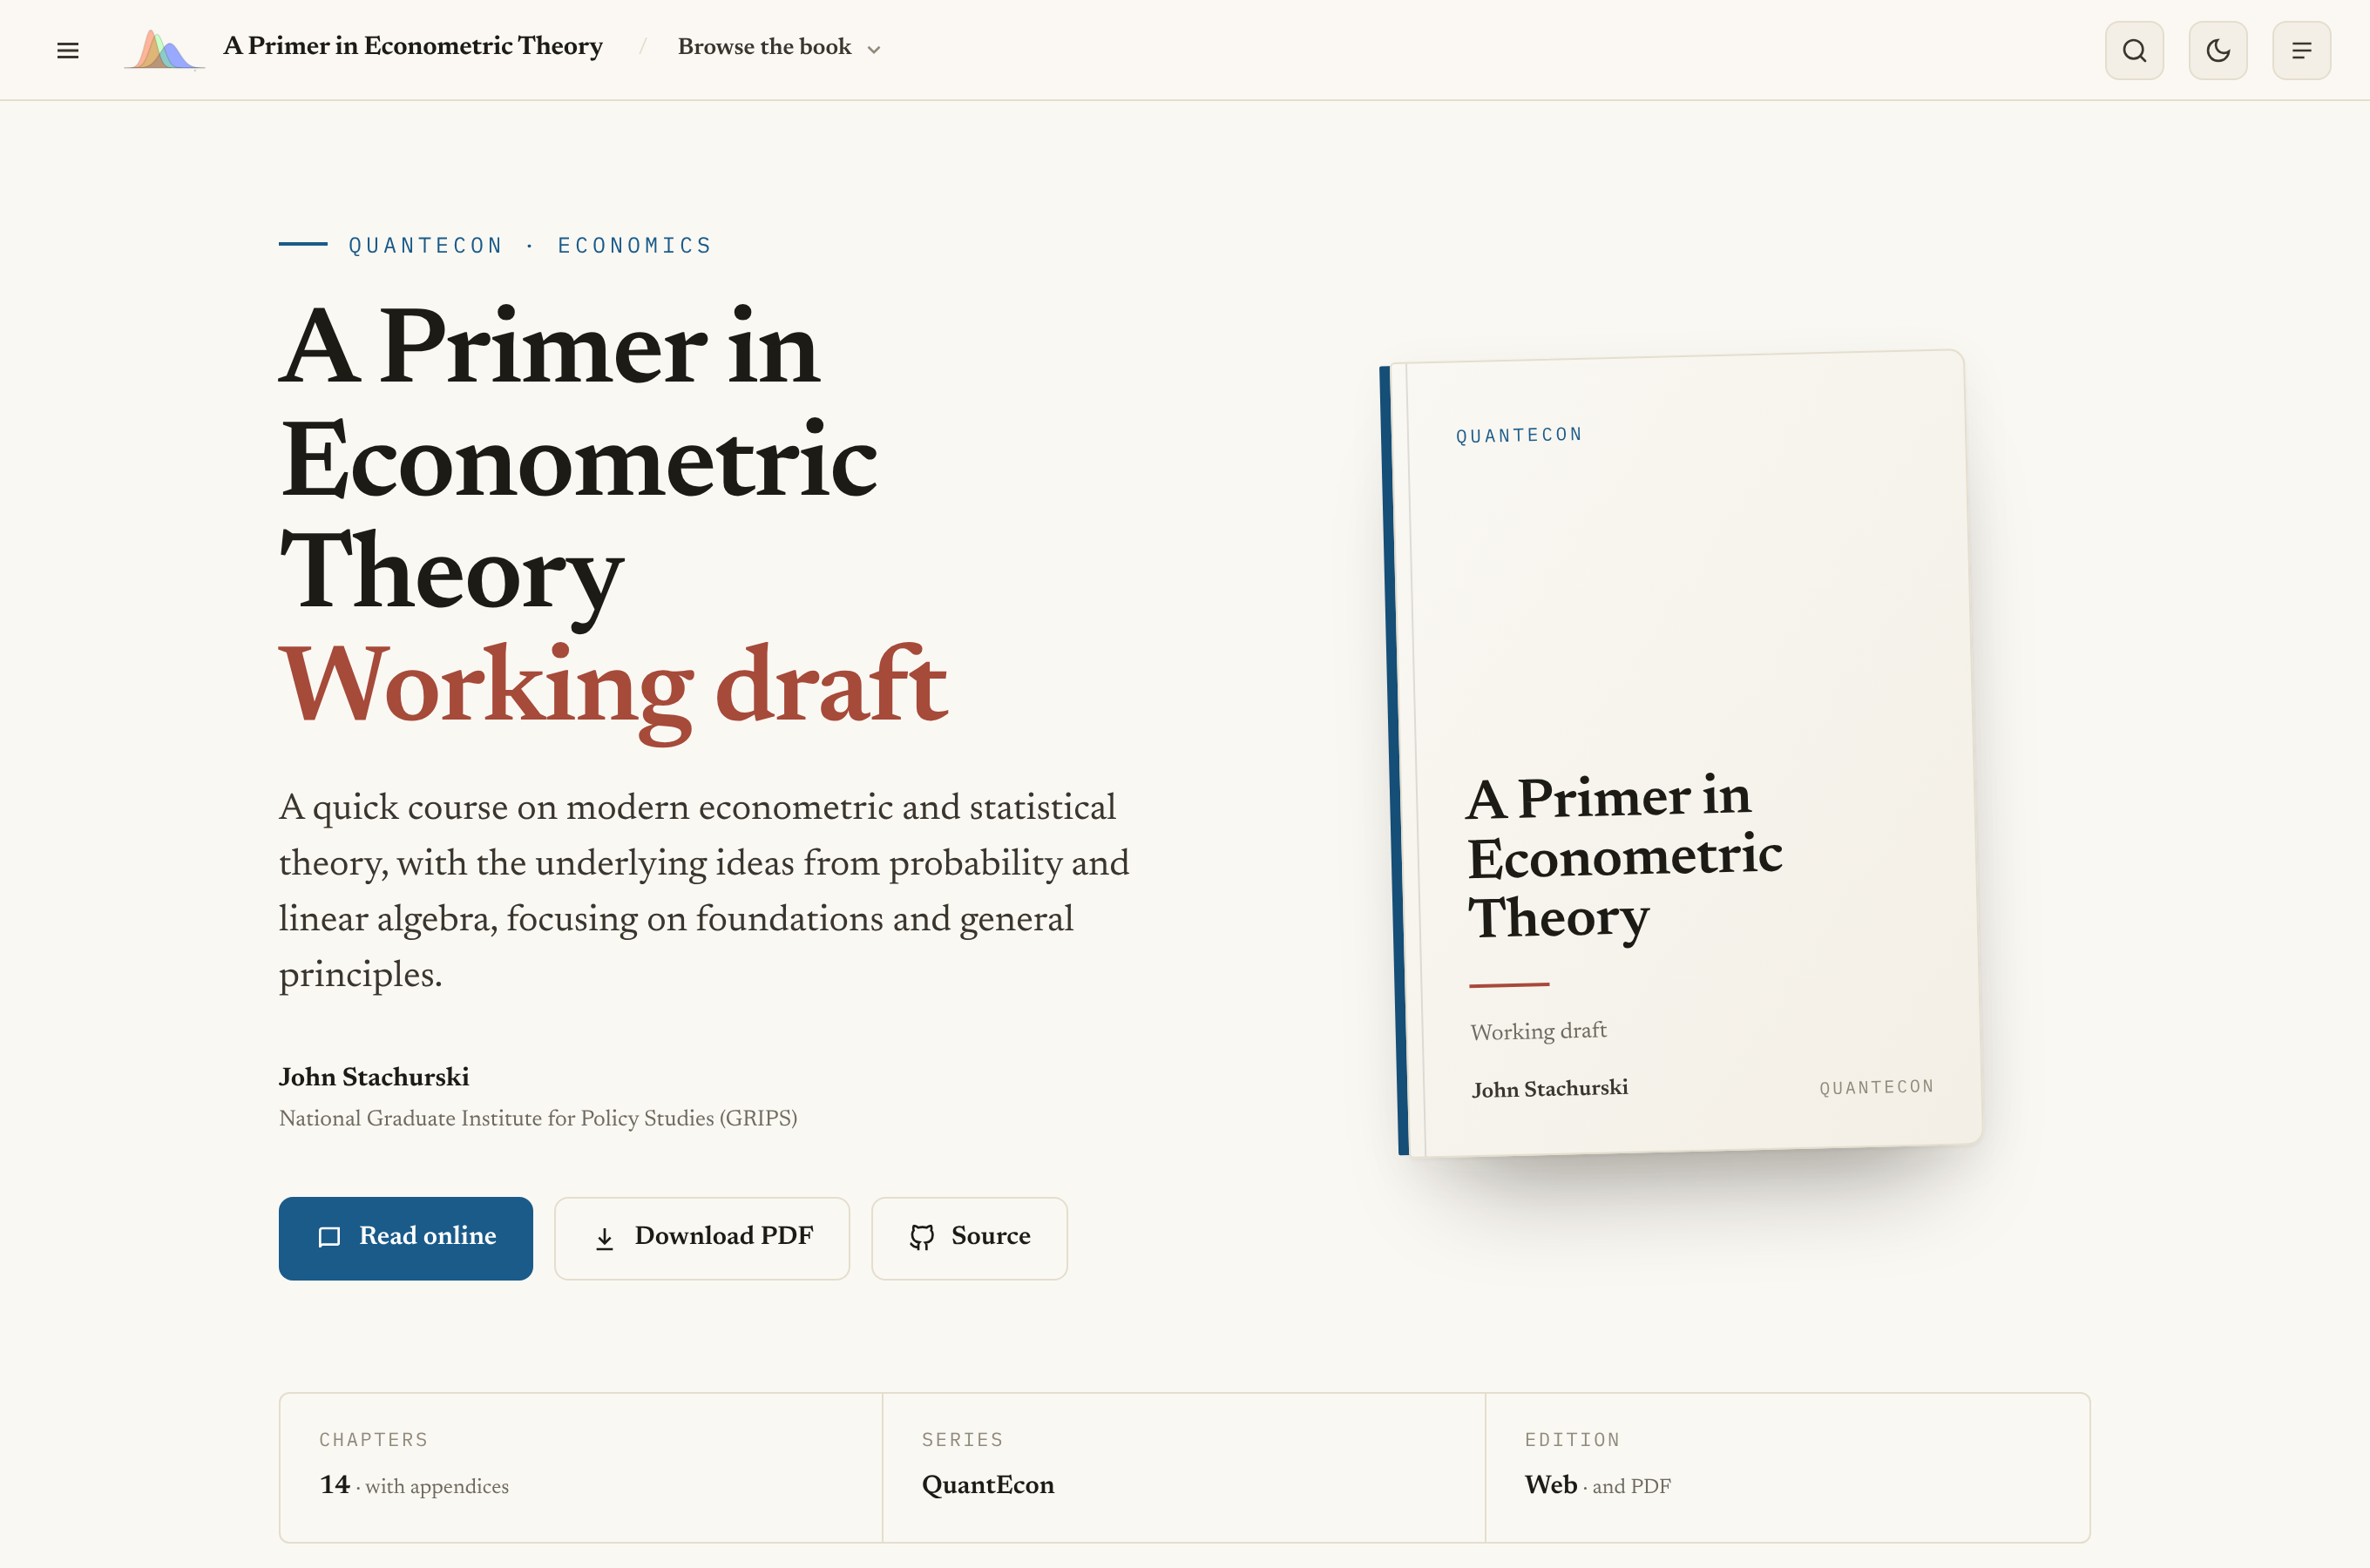 A Primer in Econometric Theory / Browse the book
QUANTECON · ECONOMICS
A Primer in
Econometric
Theory
Working draft
A quick course on modern econometric and statistical
theory, with the underlying ideas from probability and
linear algebra, focusing on foundations and general
principles.
John Stachurski
National Graduate Institute for Policy Studies (GRIPS)
Read online
Download PDF
Source
QUANTECON
A Primer in
Econometric
Theory
Working draft
John Stachurski
QUANTECON
CHAPTERS
14 · with appendices
SERIES
QuantEcon
EDITION
Web · and PDF